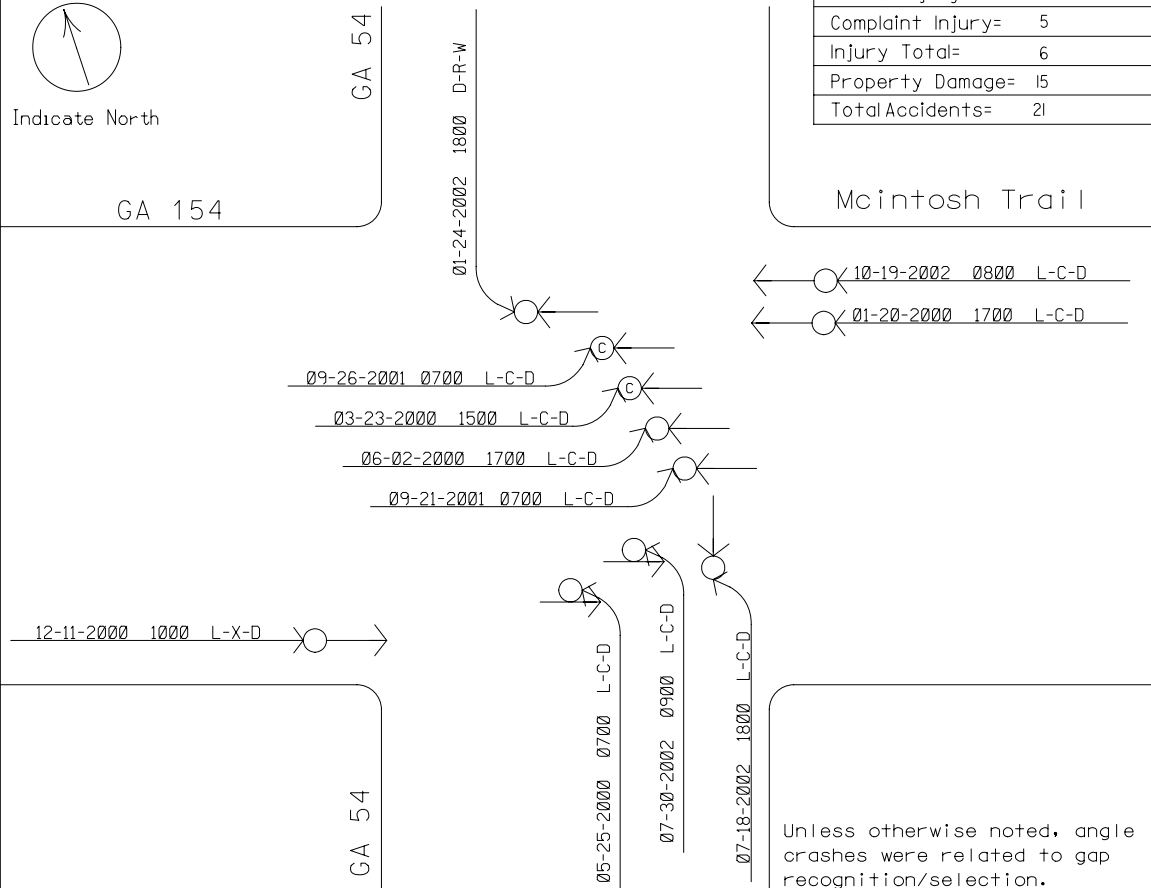 GA 54
Complaint Injury= 5
Injury Total= 6
Property Damage= 15
Total Accidents= 21
Indicate North
01-24-2002 1800 D-R-W
GA 154
Mcintosh Trail
10-19-2002 0800 L-C-D
01-20-2000 1700 L-C-D
09-26-2001 0700 L-C-D
C
03-23-2000 1500 L-C-D
C
06-02-2000 1700 L-C-D
09-21-2001 0700 L-C-D
12-11-2000 1000 L-X-D
05-25-2000 0700 L-C-D
07-30-2002 0900 L-C-D
07-18-2002 1800 L-C-D
GA 54
Unless otherwise noted, angle
crashes were related to gap
recognition/selection.